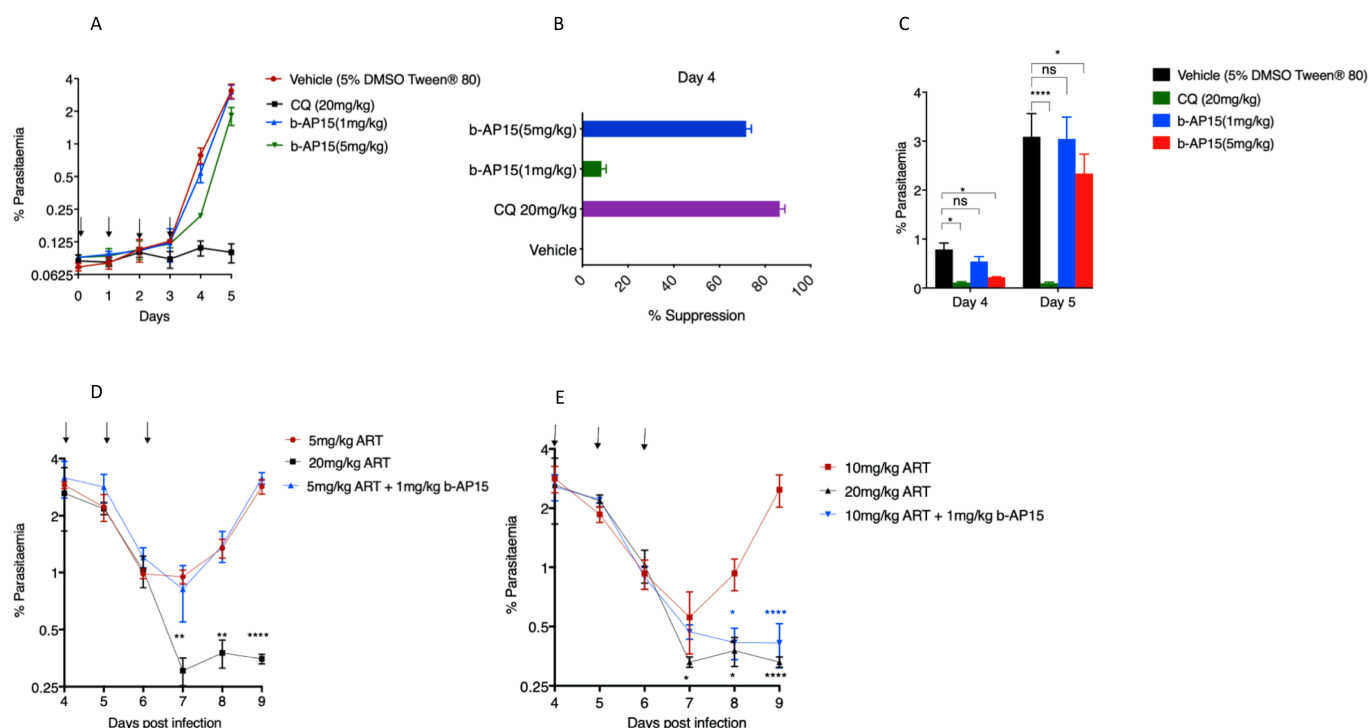 A
% Parasitaemia
4
2
1
0.5
0.25
0.125
0.0625
0 1 2 3 4 5
Days
Vehicle (5% DMSO Tween® 80)
CQ (20mg/kg)
b-AP15(1mg/kg)
b-AP15(5mg/kg)
B
Day 4
b-AP15(5mg/kg)
b-AP15(1mg/kg)
CQ 20mg/kg
Vehicle
0 20 40 60 80 100
% Suppression
C
% Parasitaemia
4
3
2
1
0
* ns *
**** ns *
Day 4 Day 5
Vehicle (5% DMSO Tween® 80)
CQ (20mg/kg)
b-AP15(1mg/kg)
b-AP15(5mg/kg)
D
% Parasitaemia
4
2
1
0.5
0.25
** ** ****
4 5 6 7 8 9
Days post infection
5mg/kg ART
20mg/kg ART
5mg/kg ART + 1mg/kg b-AP15
E
% Parasitaemia
4
2
1
0.5
0.25
* ****
* * ****
4 5 6 7 8 9
Days post infection
10mg/kg ART
20mg/kg ART
10mg/kg ART + 1mg/kg b-AP15